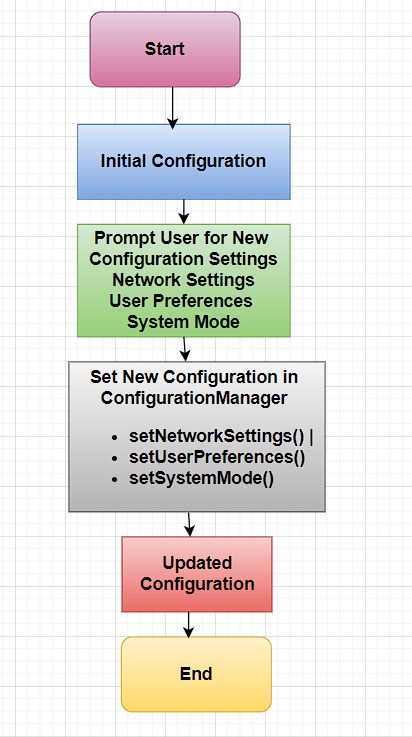 Start
Initial Configuration
Prompt User for New
Configuration Settings
Network Settings
User Preferences
System Mode
Set New Configuration in
ConfigurationManager
• setNetworkSettings() |
• setUserPreferences()
• setSystemMode()
Updated
Configuration
End